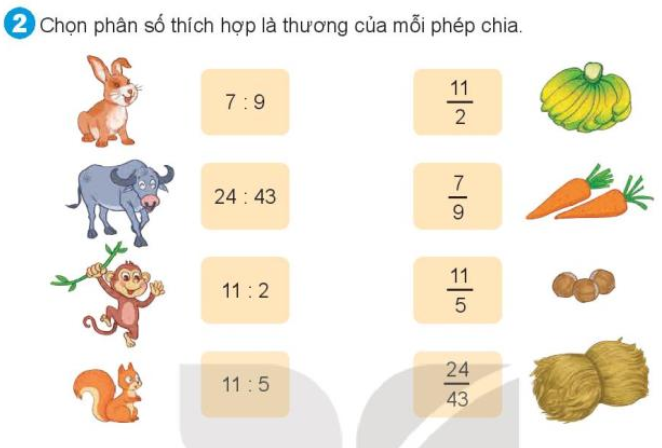 2 Chọn phân số thích hợp là thương của mỗi phép chia.
7 : 9
11/2
24 : 43
7/9
11 : 2
11/5
11 : 5
24/43